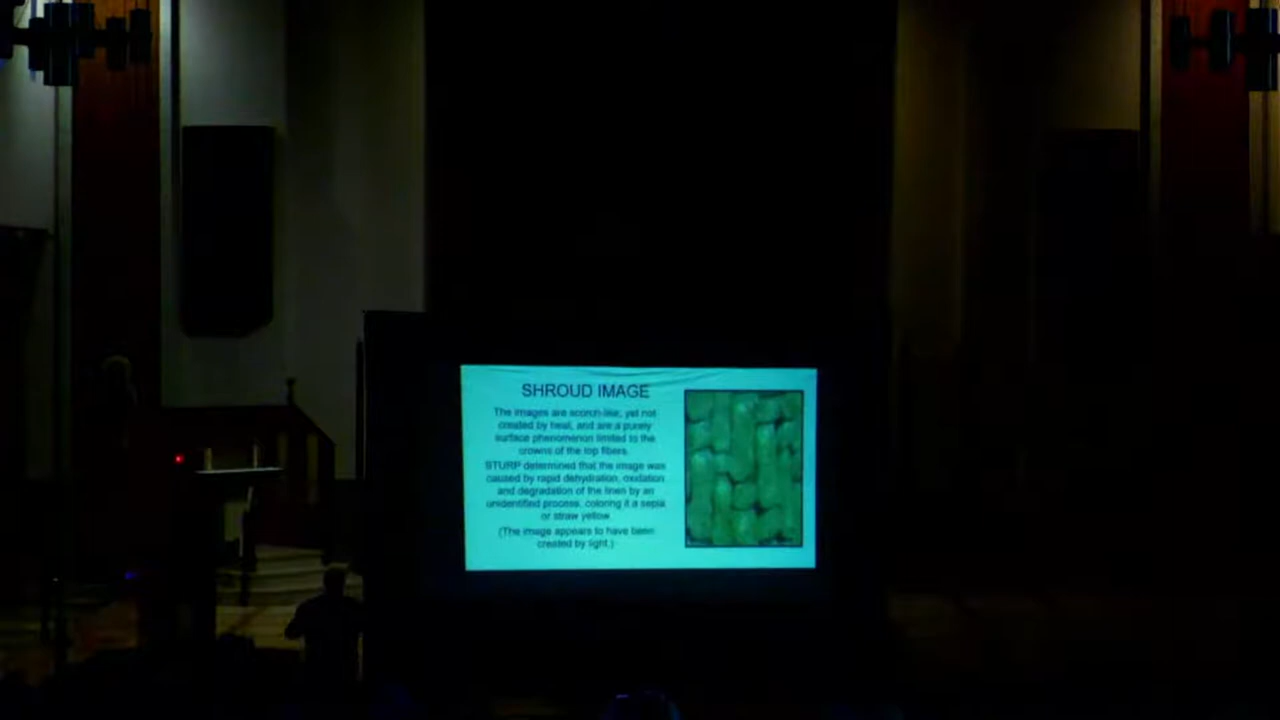 SHROUD IMAGE
The images are scorch-like, yet not
created by heat, and are a purely
surface phenomenon limited to the
crowns of the top fibers.
STURP determined that the image was
caused by rapid dehydration, oxidation
and degradation of the linen by an
unidentified process, coloring it a sepia
or straw yellow.
(The image appears to have been
created by light.)